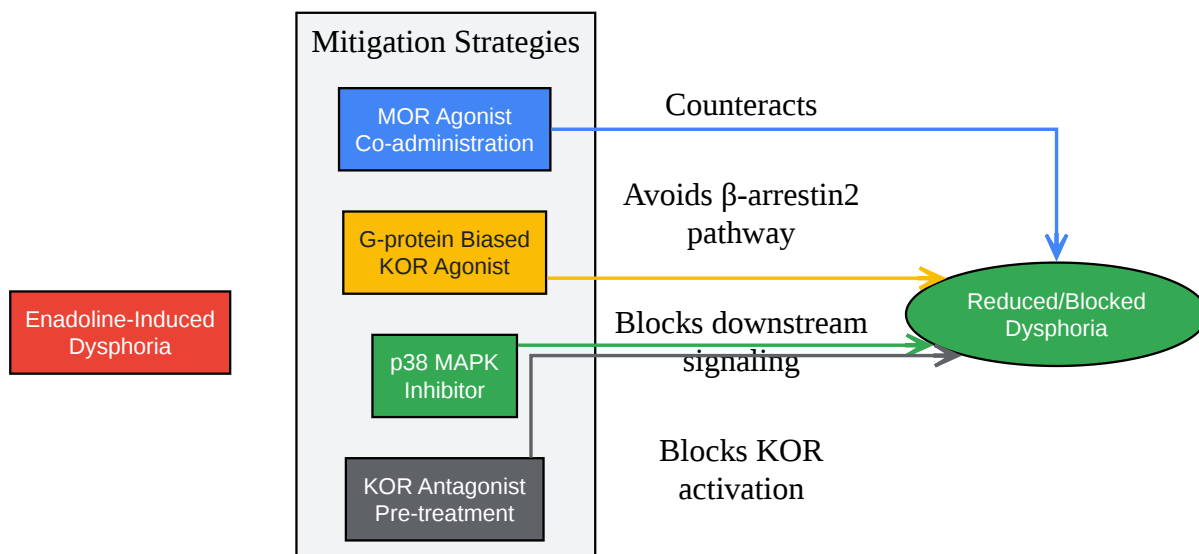 Mitigation Strategies
MOR Agonist
Co-administration
Counteracts
G-protein Biased
KOR Agonist
Avoids β-arrestin2
pathway
Enadoline-Induced
Dysphoria
Reduced/Blocked
Dysphoria
p38 MAPK
Inhibitor
Blocks downstream
signaling
KOR Antagonist
Pre-treatment
Blocks KOR
activation